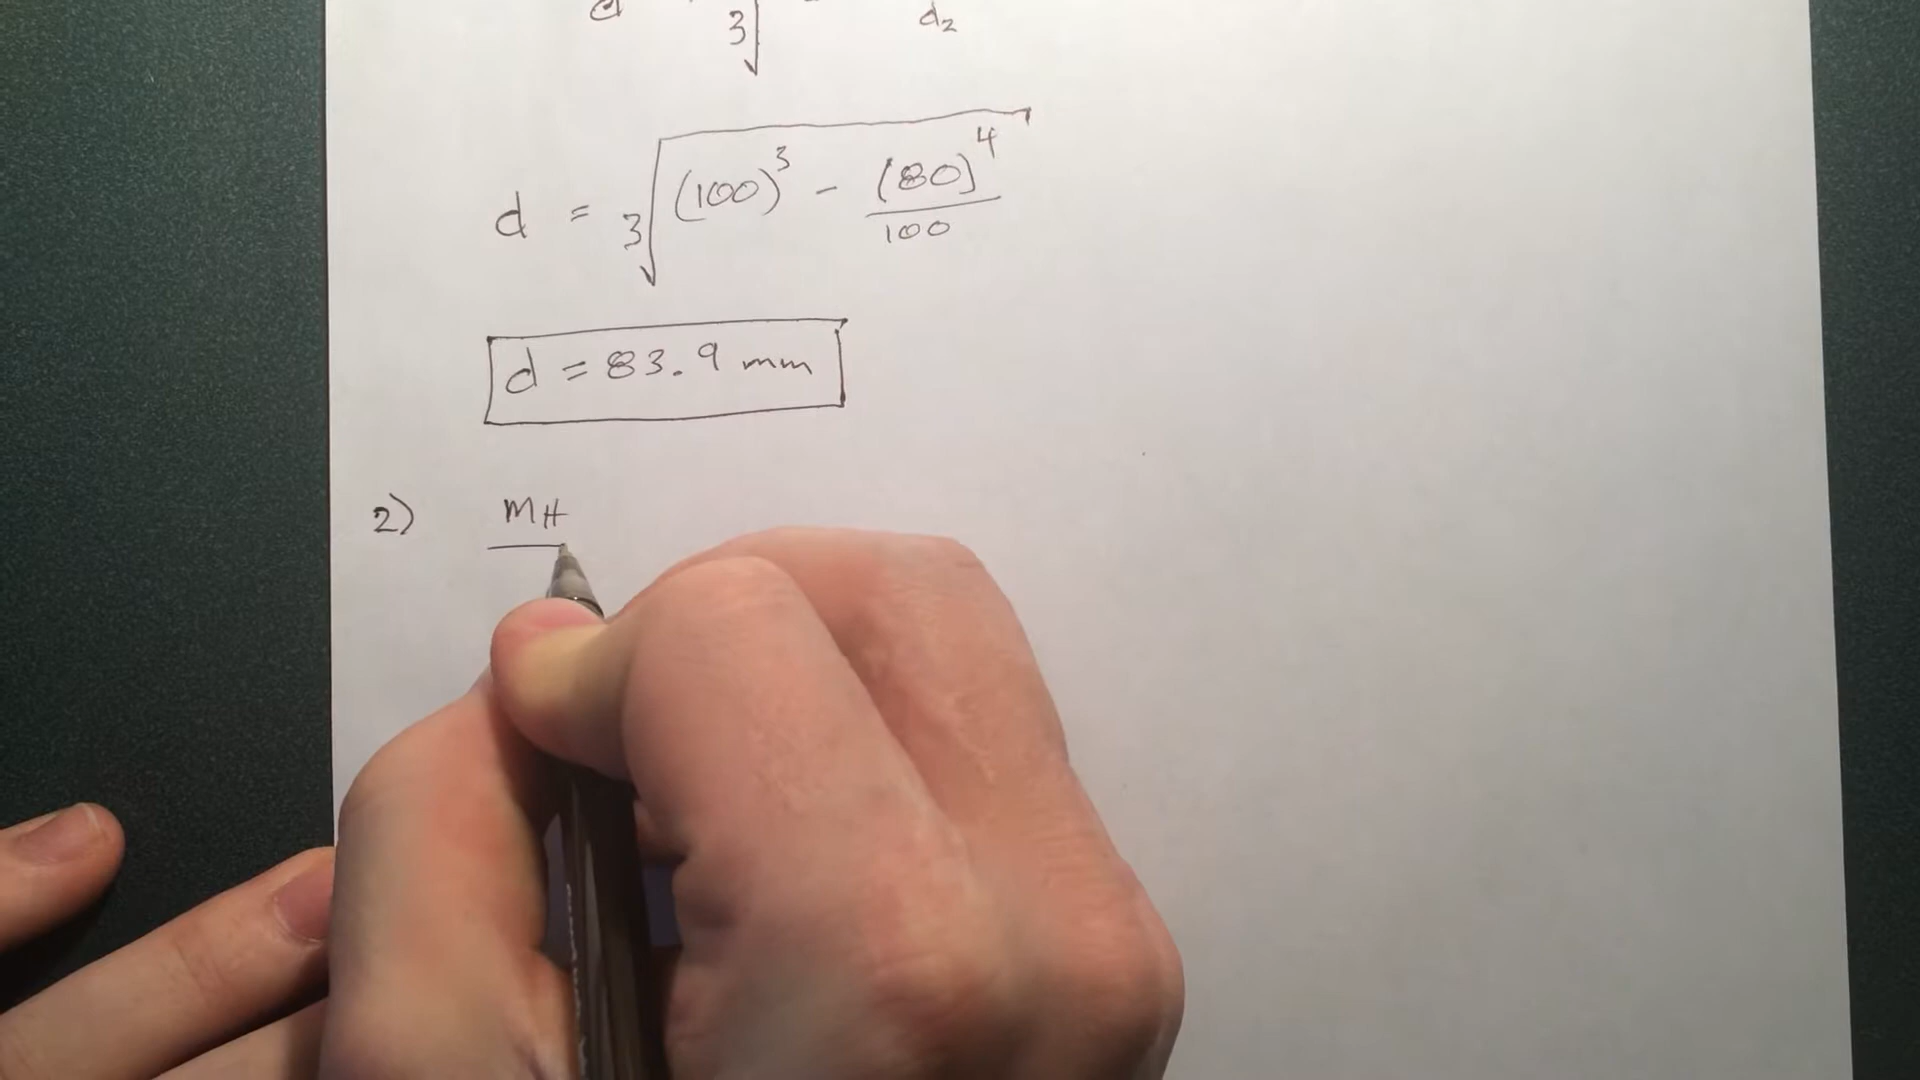 d 3√ d₂
d = 3√((100)³ - (80)⁴/100)
d = 83.9 mm
2) MH